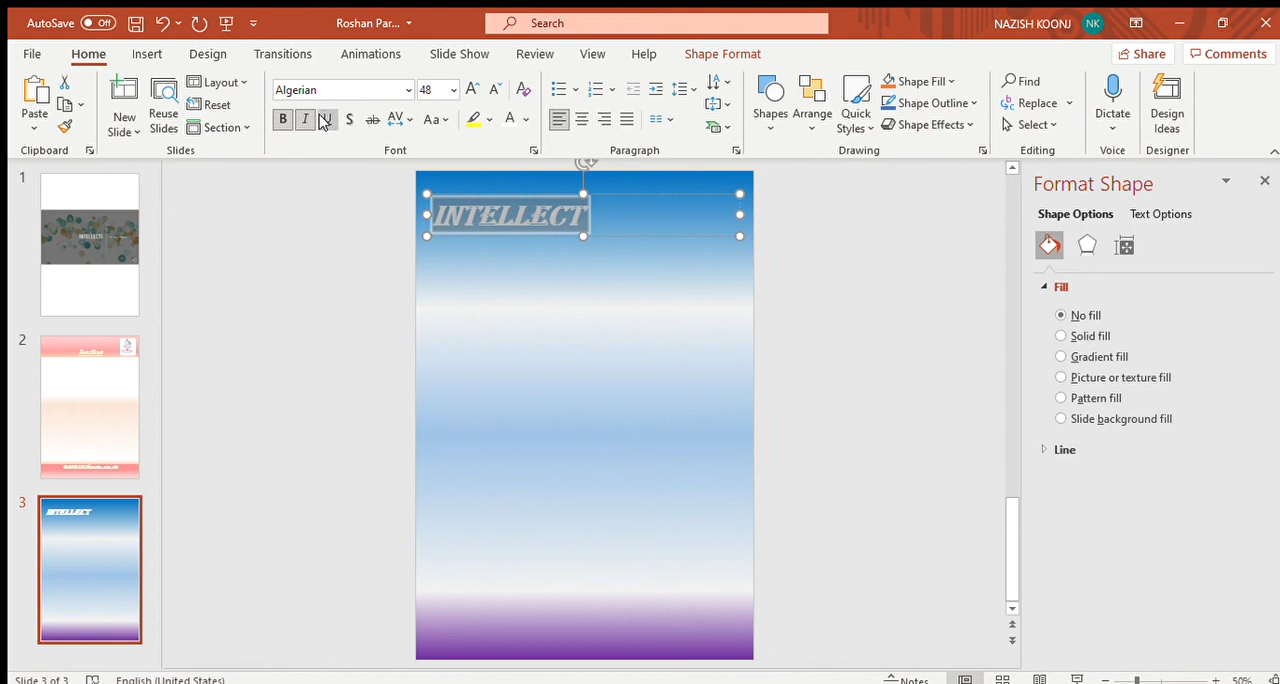 AutoSave Off Roshan Par... Search NAZISH KOONJ NK
File Home Insert Design Transitions Animations Slide Show Review View Help Shape Format Share Comments
Paste
Clipboard
New
Slide
Reuse
Slides
Layout
Reset
Section
Slides
Algerian 48
B I U S ab AV Aa A
Font
Paragraph
Shapes
Arrange
Quick
Styles
Shape Fill
Shape Outline
Shape Effects
Drawing
Find
Replace
Select
Editing
Dictate
Voice
Design
Ideas
Designer
1
2
3
INTELLECT
INTELLECT
Format Shape
Shape Options Text Options
Fill
No fill
Solid fill
Gradient fill
Picture or texture fill
Pattern fill
Slide background fill
Line
Slide 3 of 3 English (United States) Notes 50%